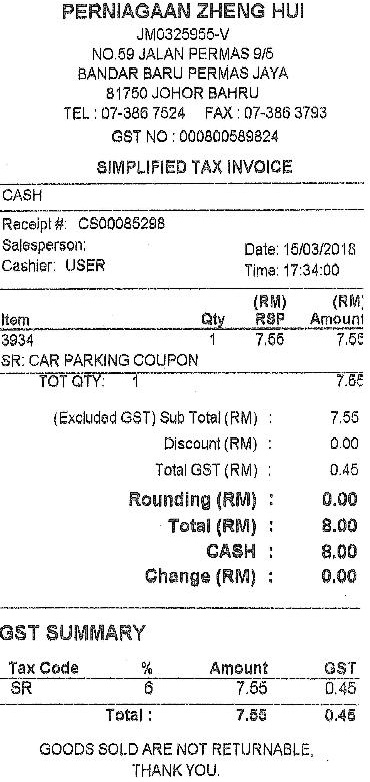 PERNIAGAAN ZHENG HUI
JM0325955-V
NO.59 JALAN PERMAS 9/5
BANDAR BARU PERMAS JAYA
81750 JOHOR BAHRU
TEL : 07-386 7524 FAX : 07-386 3793
GST NO : 000800589824
SIMPLIFIED TAX INVOICE
CASH
Receipt #: CS00085298
Salesperson: Date: 15/03/2018
Cashier: USER Time: 17:34:00
(RM) (RM)
Item Qty RSP Amount
3934 1 7.55 7.55
SR: CAR PARKING COUPON
TOT QTY: 1 7.55
(Excluded GST) Sub Total (RM) : 7.55
Discount (RM) : 0.00
Total GST (RM) : 0.45
Rounding (RM) : 0.00
Total (RM) : 8.00
CASH : 8.00
Change (RM) : 0.00
GST SUMMARY
Tax Code % Amount GST
SR 6 7.55 0.45
Total : 7.55 0.45
GOODS SOLD ARE NOT RETURNABLE,
THANK YOU.